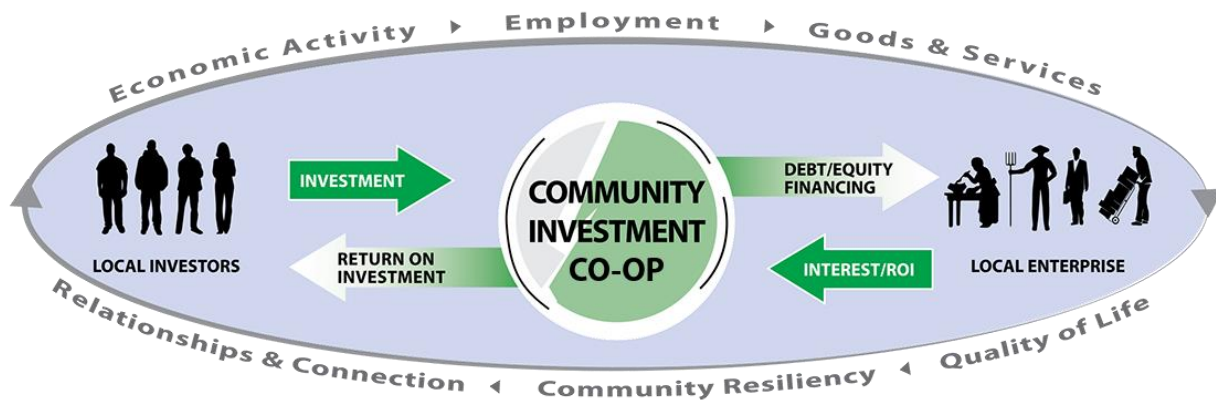 Economic Activity ▸ Employment ▸ Goods & Services
INVESTMENT
COMMUNITY
INVESTMENT
CO-OP
DEBT/EQUITY
FINANCING
LOCAL INVESTORS
RETURN ON
INVESTMENT
INTEREST/ROI
LOCAL ENTERPRISE
Relationships & Connection ◂ Community Resiliency ◂ Quality of Life